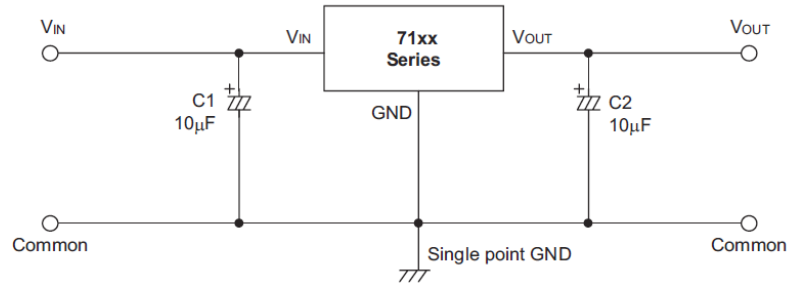 VIN
VIN
71xx
Series
VOUT
VOUT
+
C1
10μF
GND
+
C2
10μF
Common
Single point GND
Common